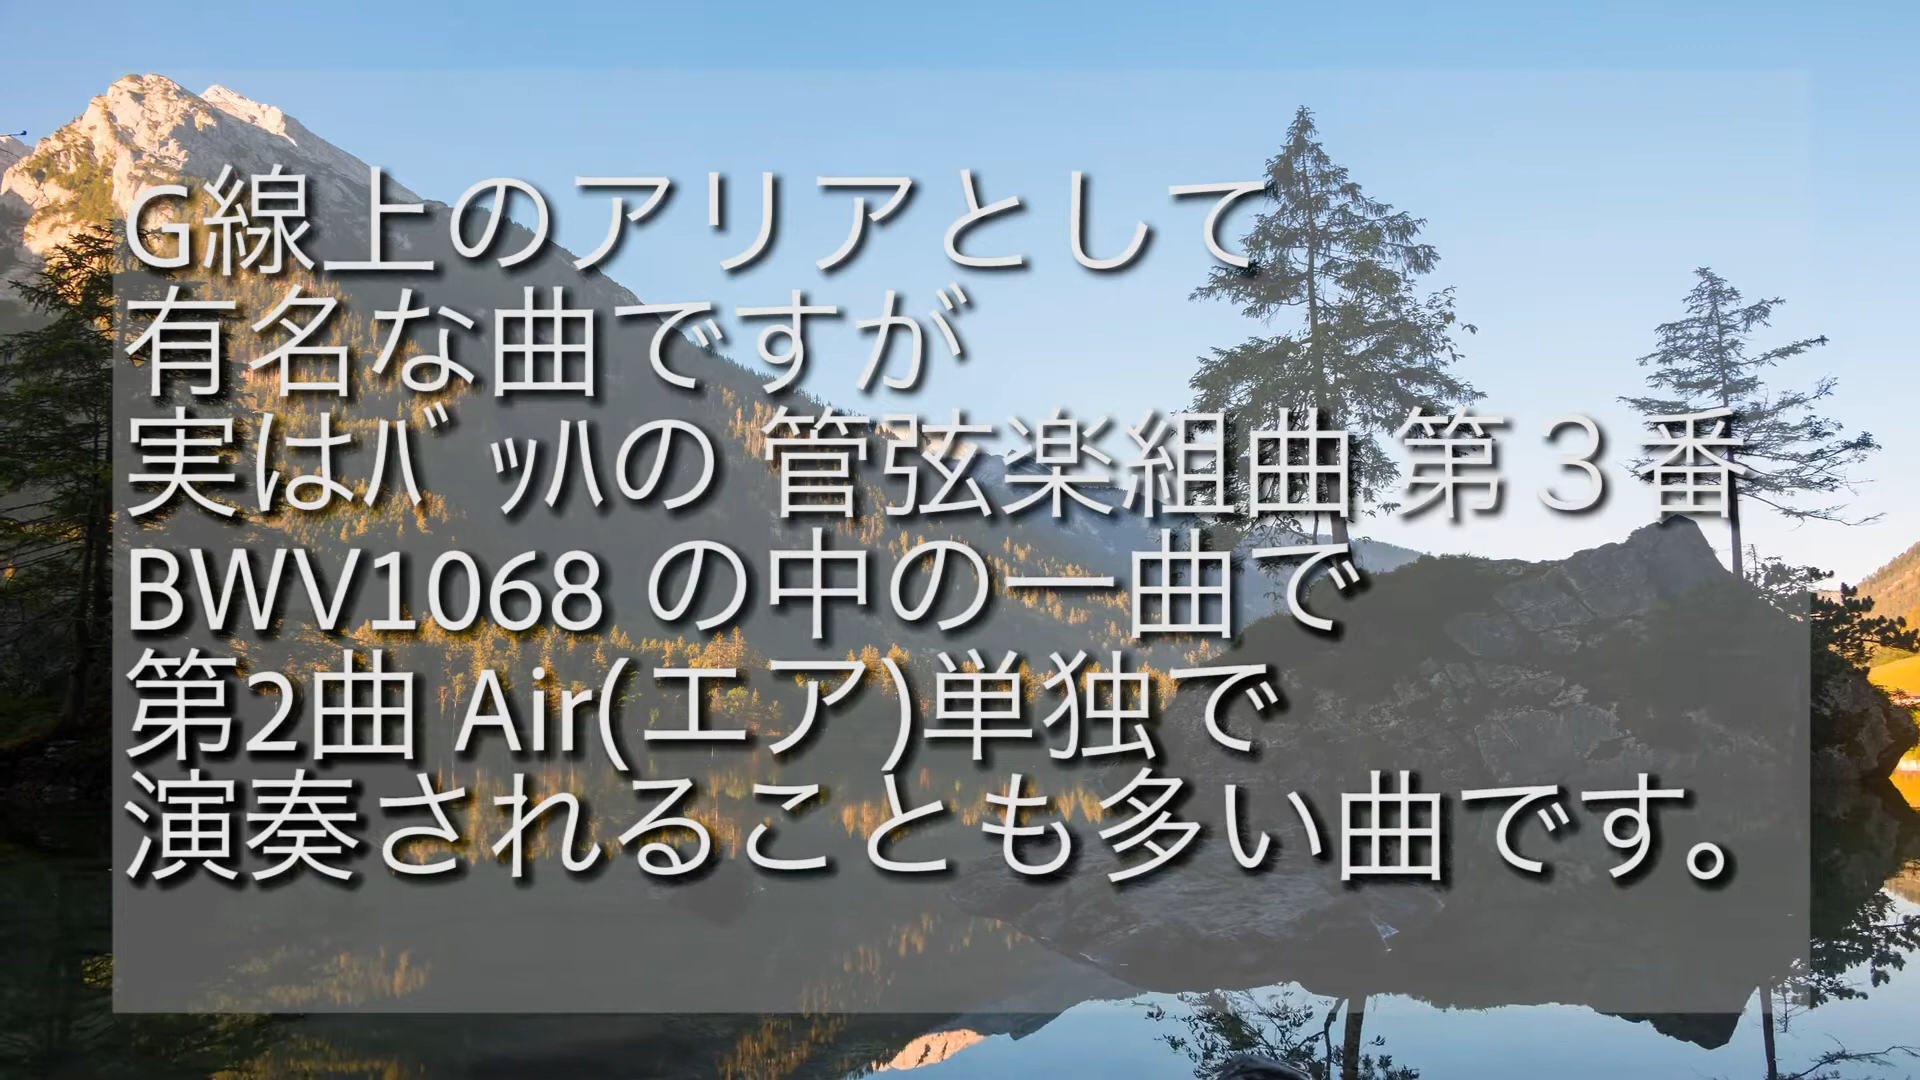 G線上のアリアとして
有名な曲ですが
実はﾊﾞｯﾊの 管弦楽組曲 第３番
BWV1068 の中の一曲で
第2曲 Air(エア)単独で
演奏されることも多い曲です。